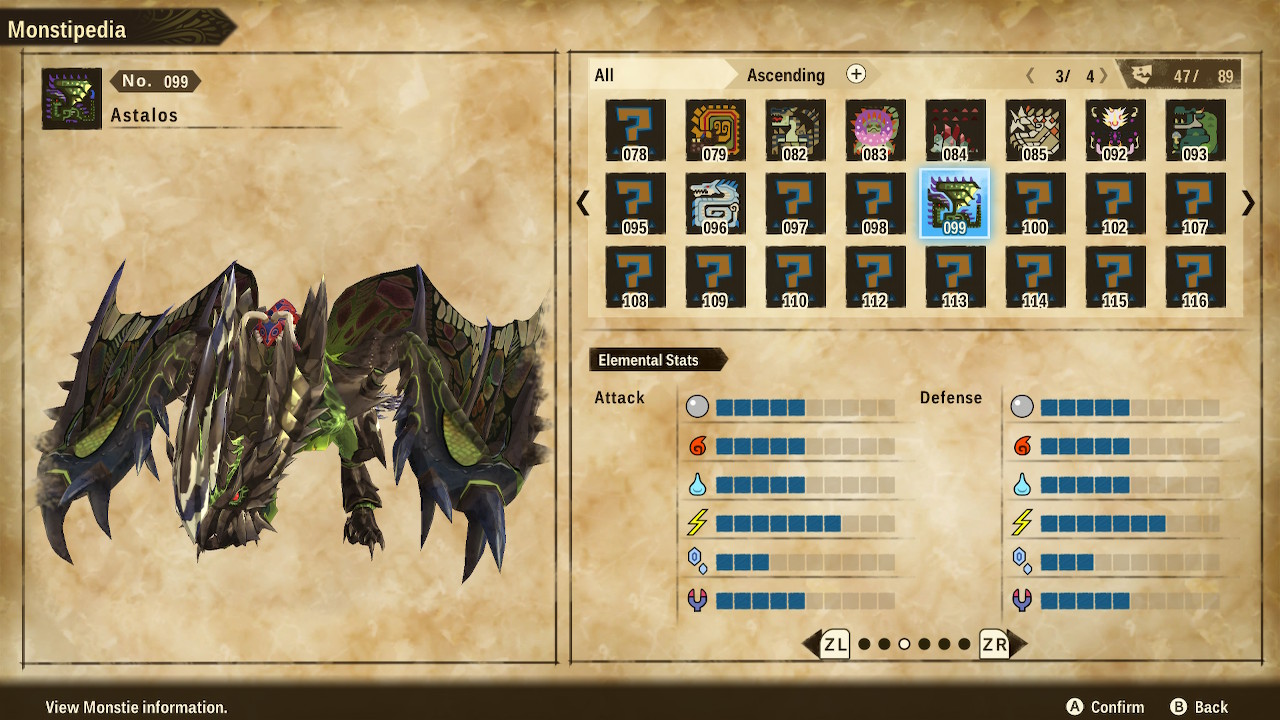 Monstipedia
No. 099
Astalos
All
Ascending
3/ 4
47/ 89
078 079 082 083 084 085 092 093
095 096 097 098 099 100 102 107
108 109 110 112 113 114 115 116
Elemental Stats
Attack
Defense
ZL
ZR
View Monstie information.
A Confirm
B Back